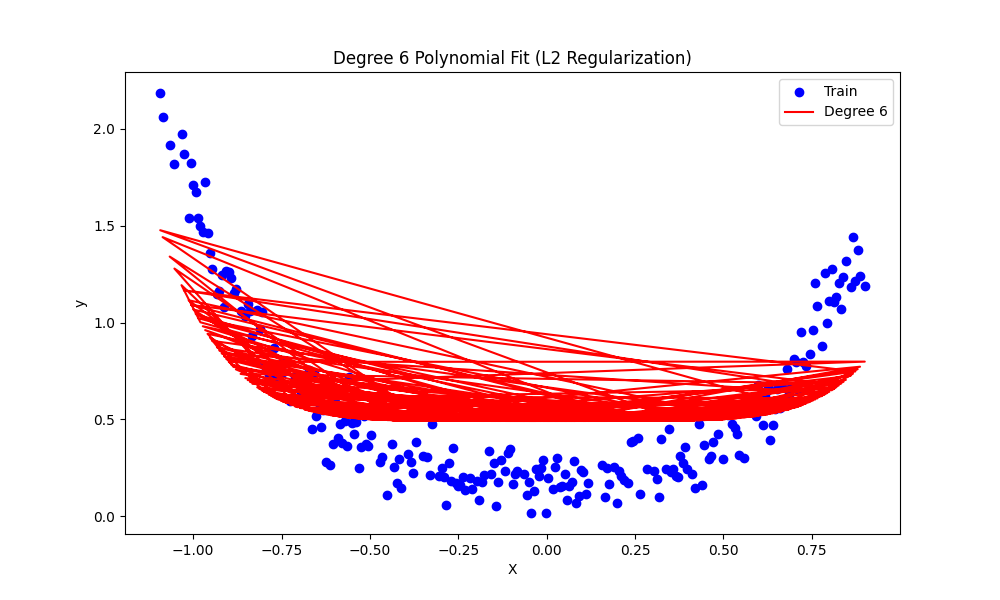 Degree 6 Polynomial Fit (L2 Regularization)
Train
Degree 6
2.0
1.5
1.0
0.5
0.0
y
−1.00 −0.75 −0.50 −0.25 0.00 0.25 0.50 0.75
X